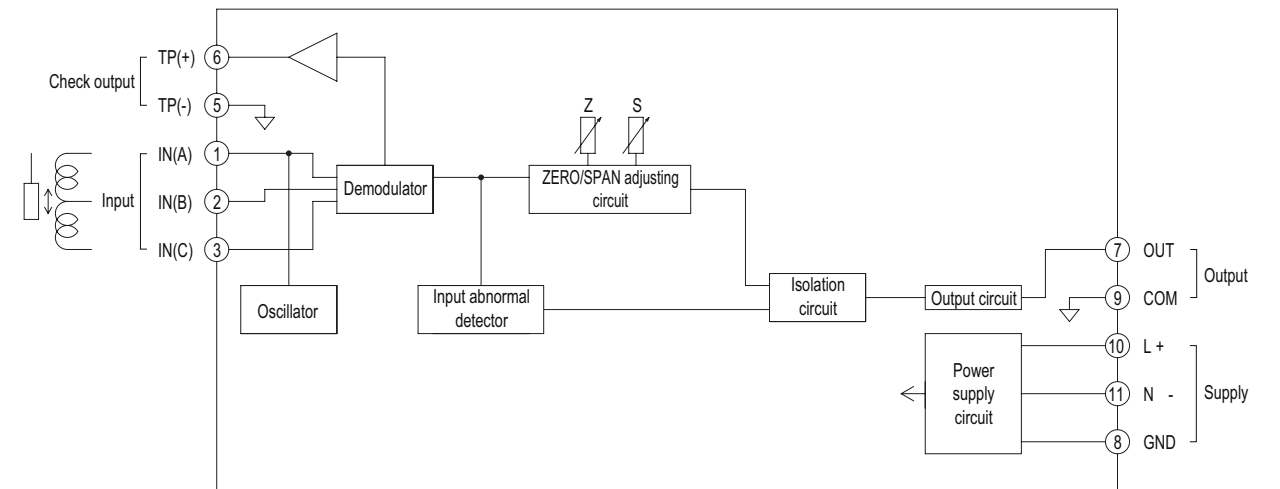 Check output
TP(+) 6
TP(-) 5
Input
IN(A) 1
IN(B) 2
IN(C) 3
Demodulator
Z S
ZERO/SPAN adjusting
circuit
Oscillator
Input abnormal
detector
Isolation
circuit
Output circuit
7 OUT
9 COM
Output
Power
supply
circuit
10 L +
11 N -
8 GND
Supply